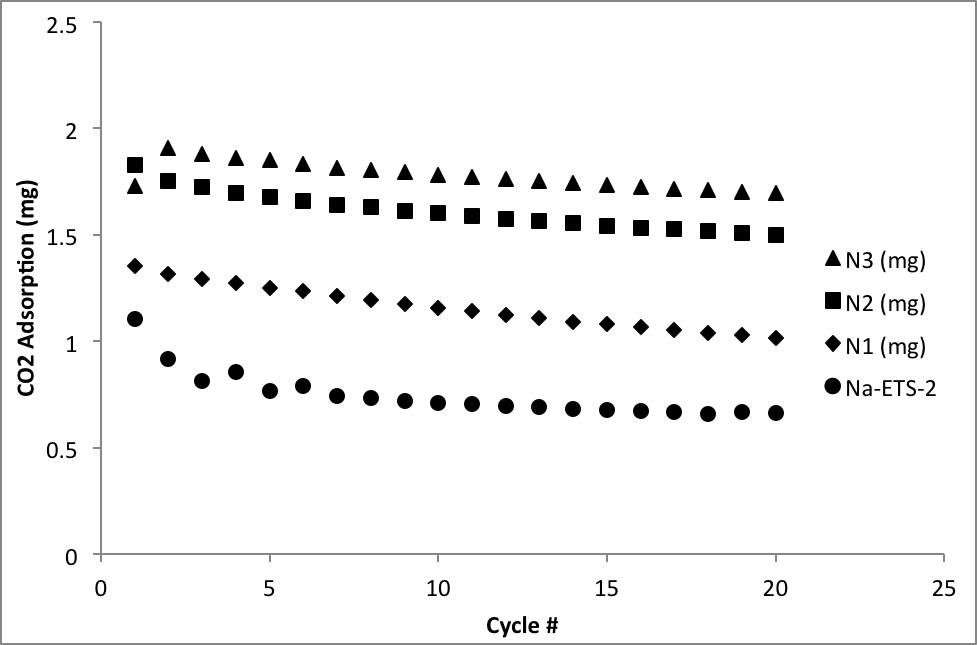 2.5
2
1.5
1
0.5
0
CO2 Adsorption (mg)
0 5 10 15 20 25
Cycle #
N3 (mg)
N2 (mg)
N1 (mg)
Na-ETS-2